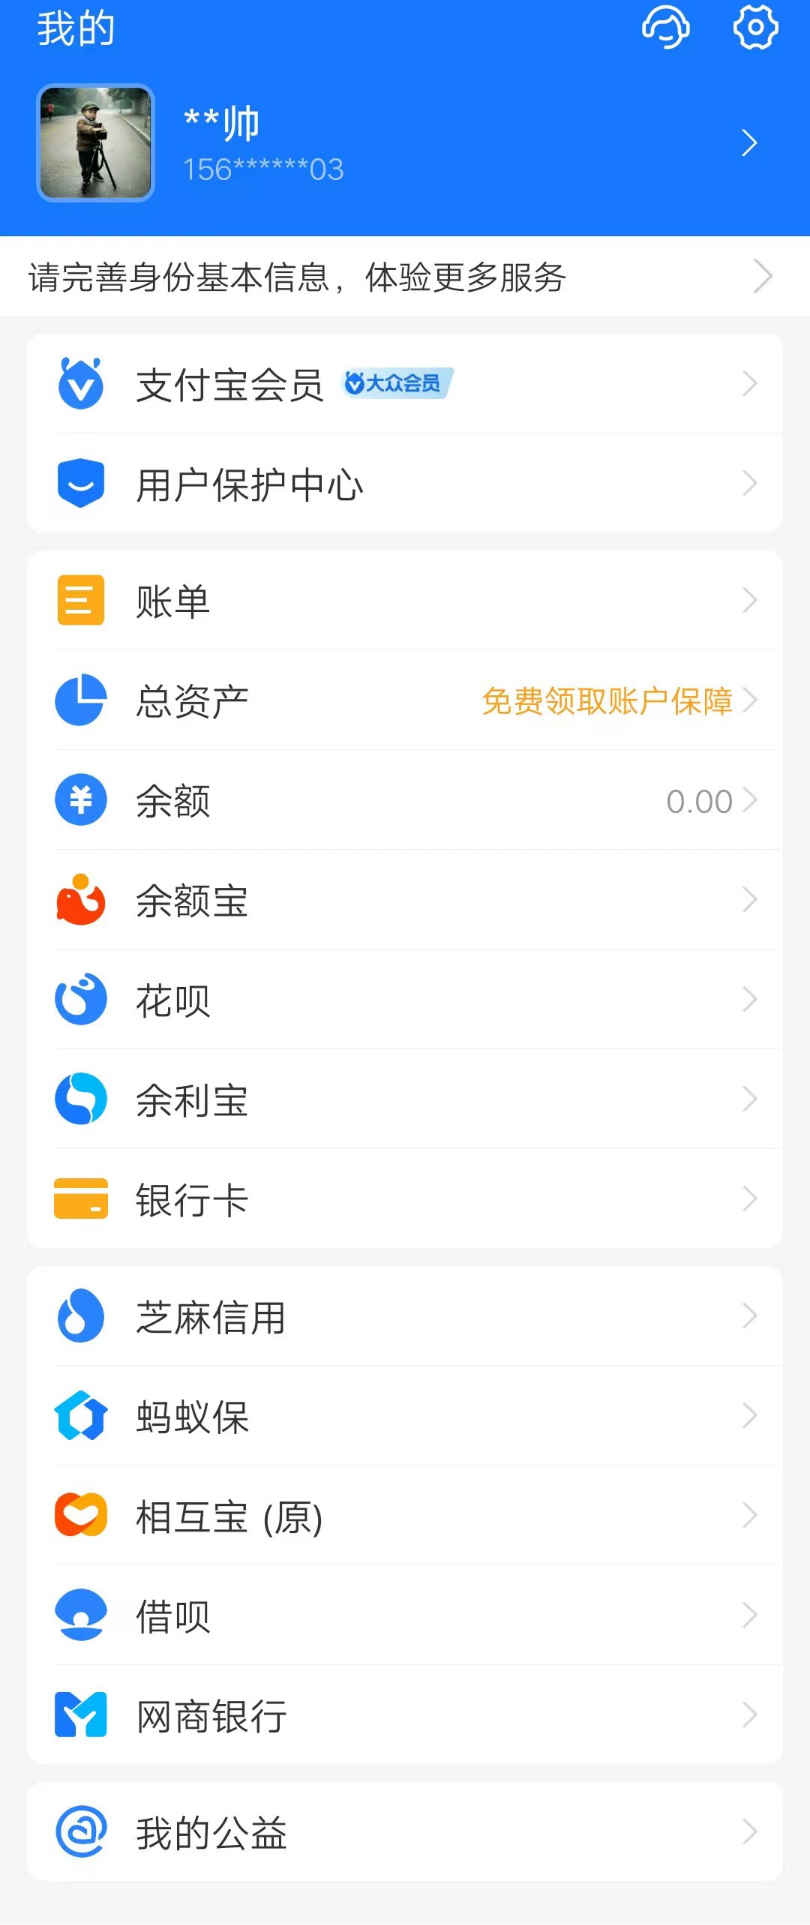 我的
**帅
156******03
请完善身份基本信息，体验更多服务
支付宝会员 大众会员
用户保护中心
账单
总资产 免费领取账户保障
余额 0.00
余额宝
花呗
余利宝
银行卡
芝麻信用
蚂蚁保
相互宝 (原)
借呗
网商银行
我的公益